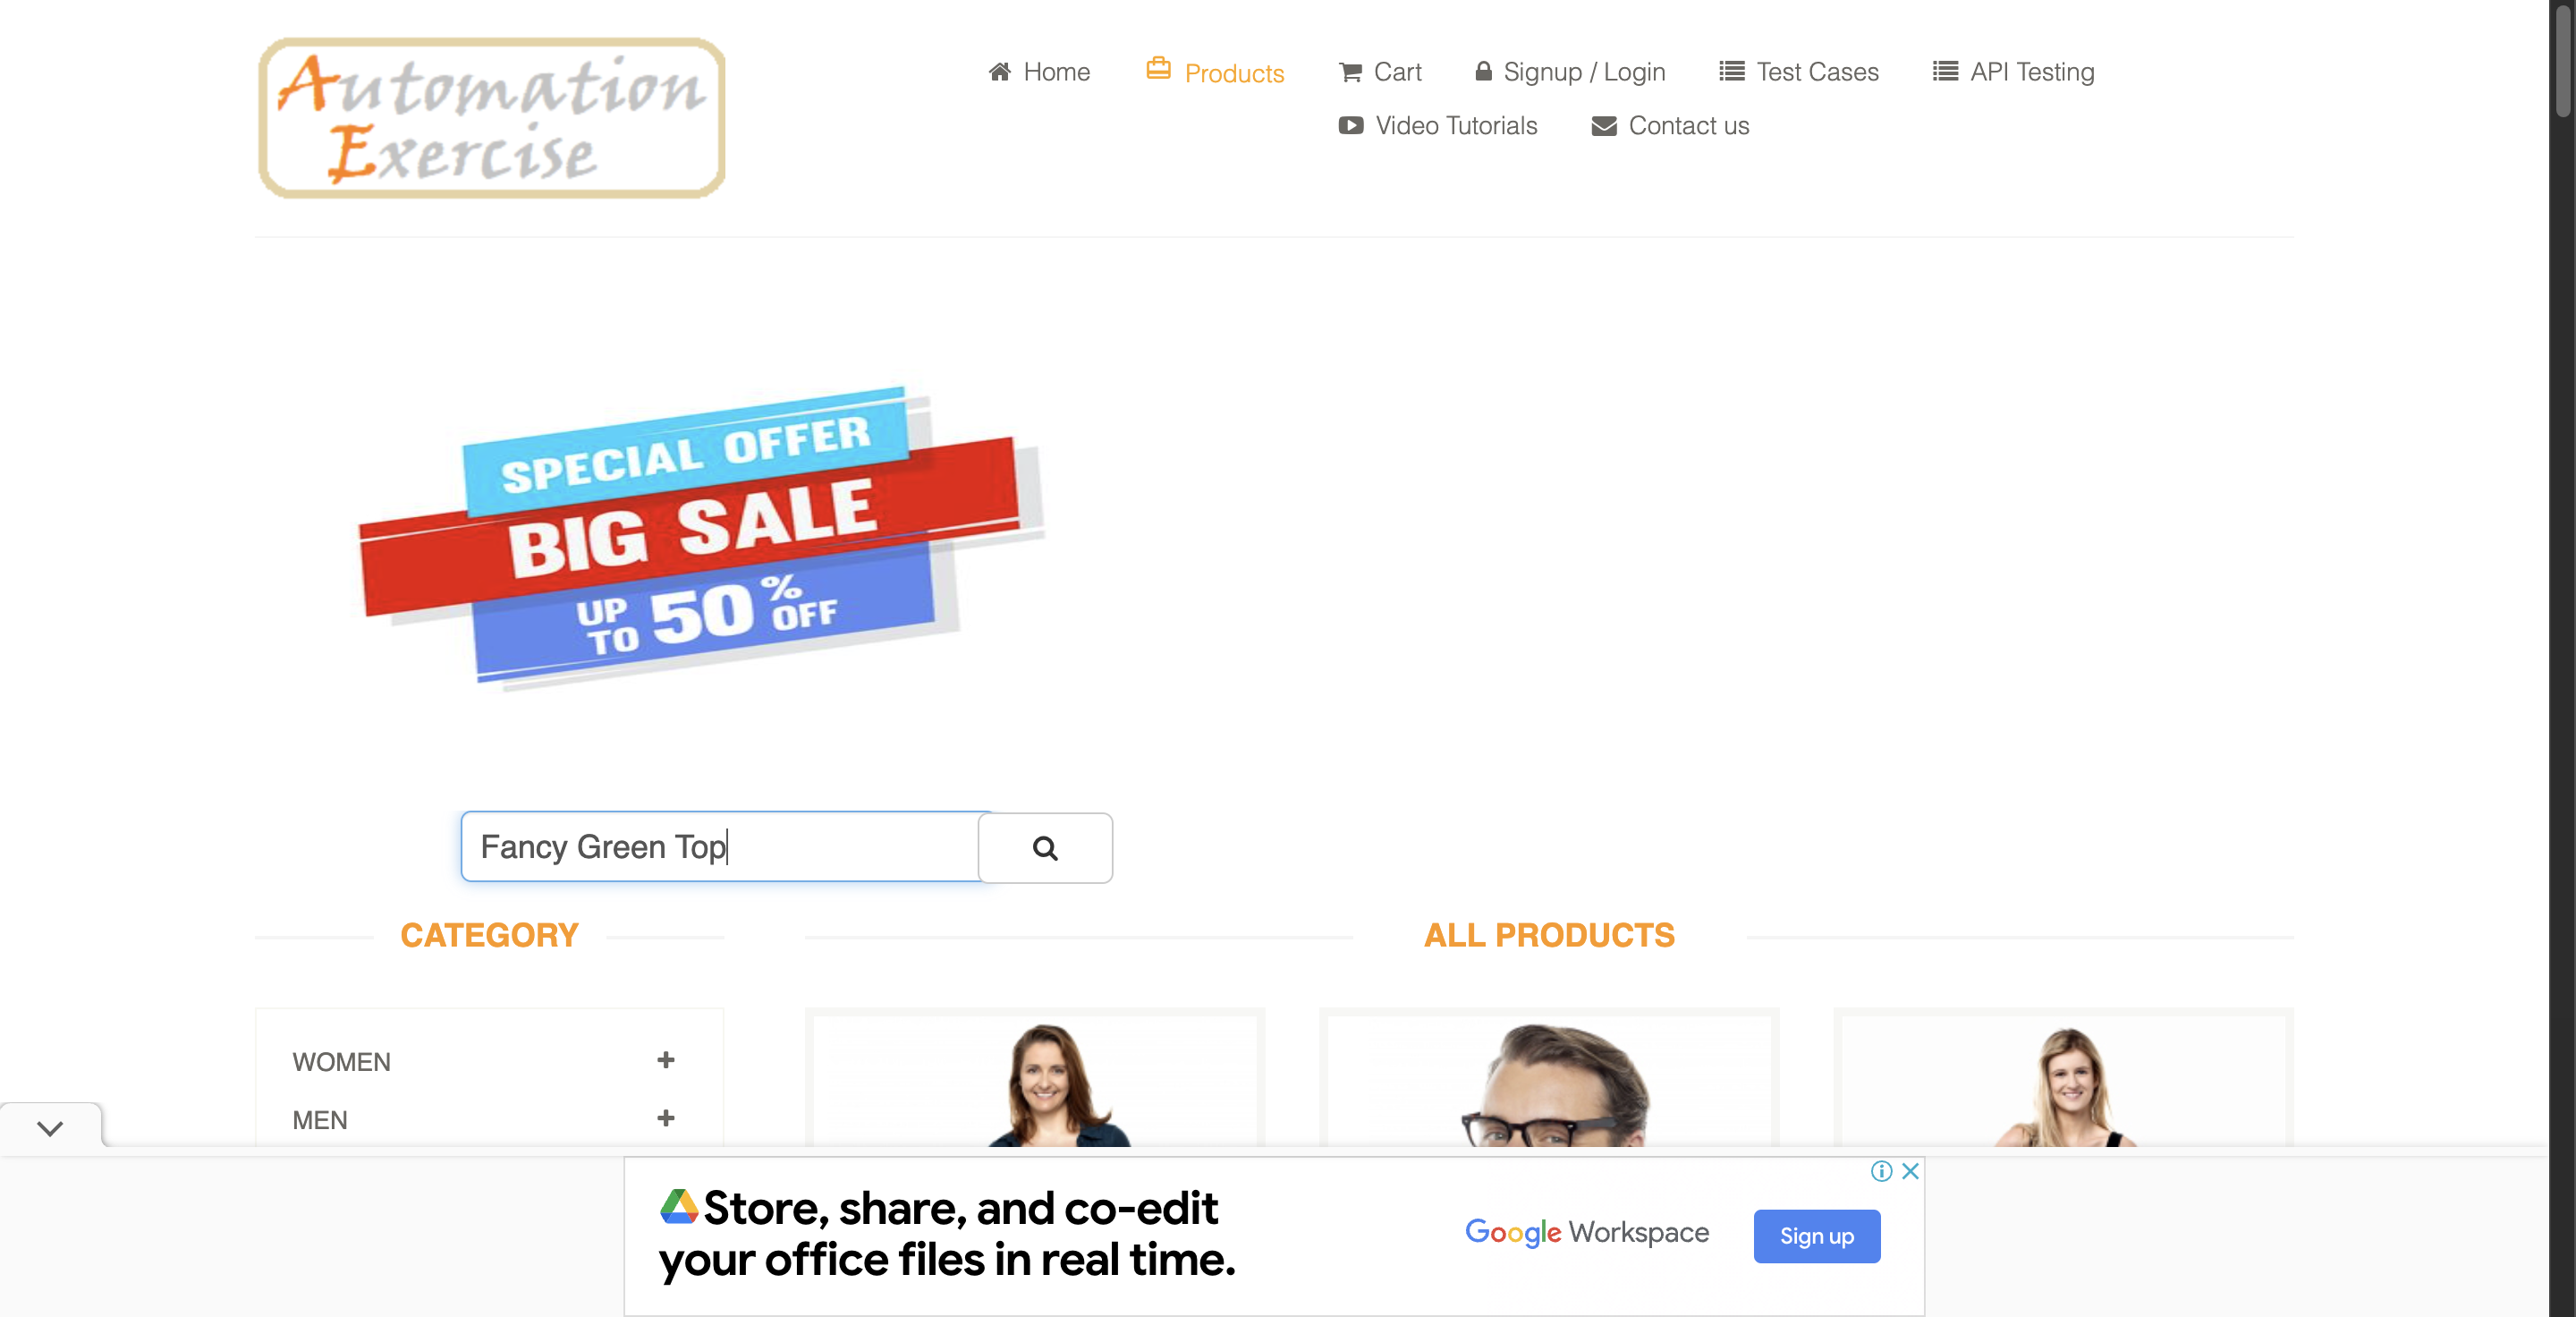 Automation
Exercise
Home
Products
Cart
Signup / Login
Test Cases
API Testing
Video Tutorials
Contact us
SPECIAL OFFER
BIG SALE
UP TO 50% OFF
Fancy Green Top
CATEGORY
ALL PRODUCTS
WOMEN +
MEN +
Store, share, and co-edit
your office files in real time.
Google Workspace
Sign up